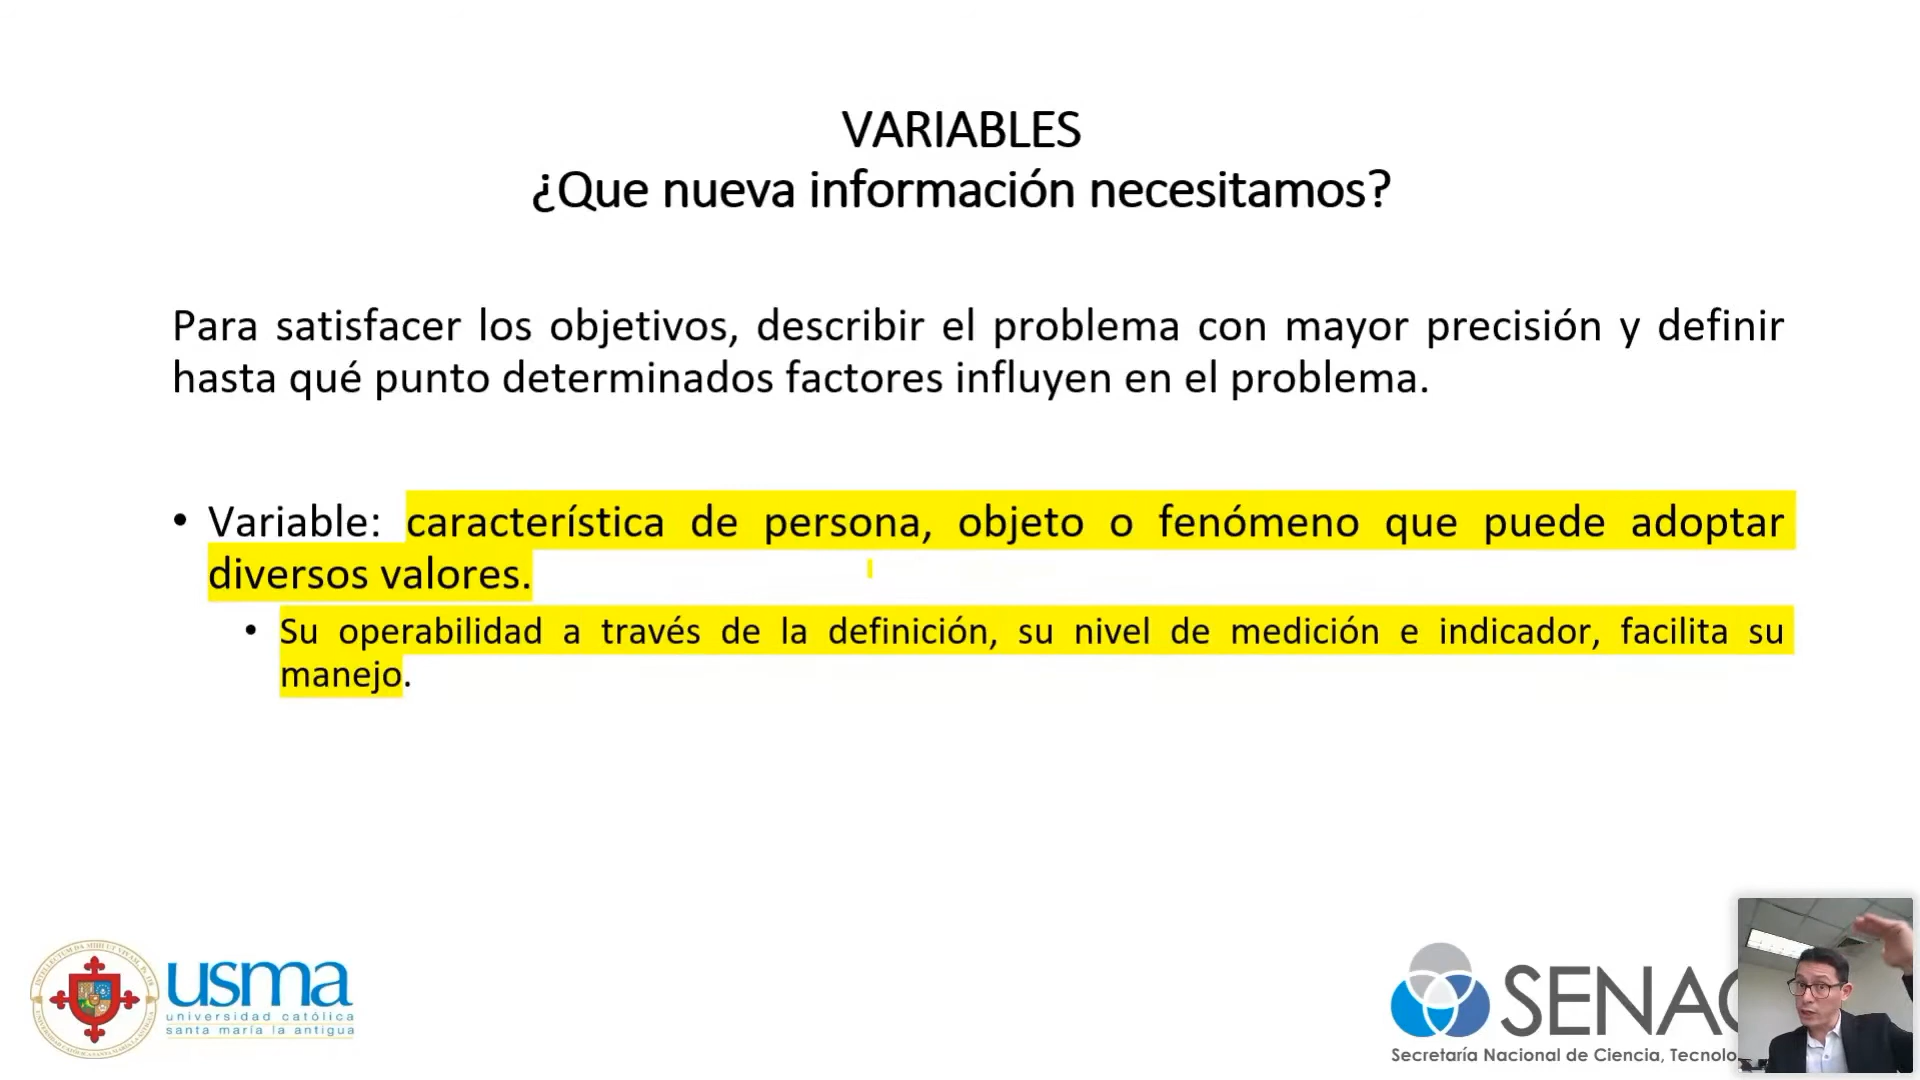 VARIABLES
¿Que nueva información necesitamos?
Para satisfacer los objetivos, describir el problema con mayor precisión y definir
hasta qué punto determinados factores influyen en el problema.
• Variable: característica de persona, objeto o fenómeno que puede adoptar
diversos valores.
• Su operabilidad a través de la definición, su nivel de medición e indicador, facilita su
manejo.
usma
universidad católica
santa maría la antigua
SENAC
Secretaría Nacional de Ciencia, Tecnolo